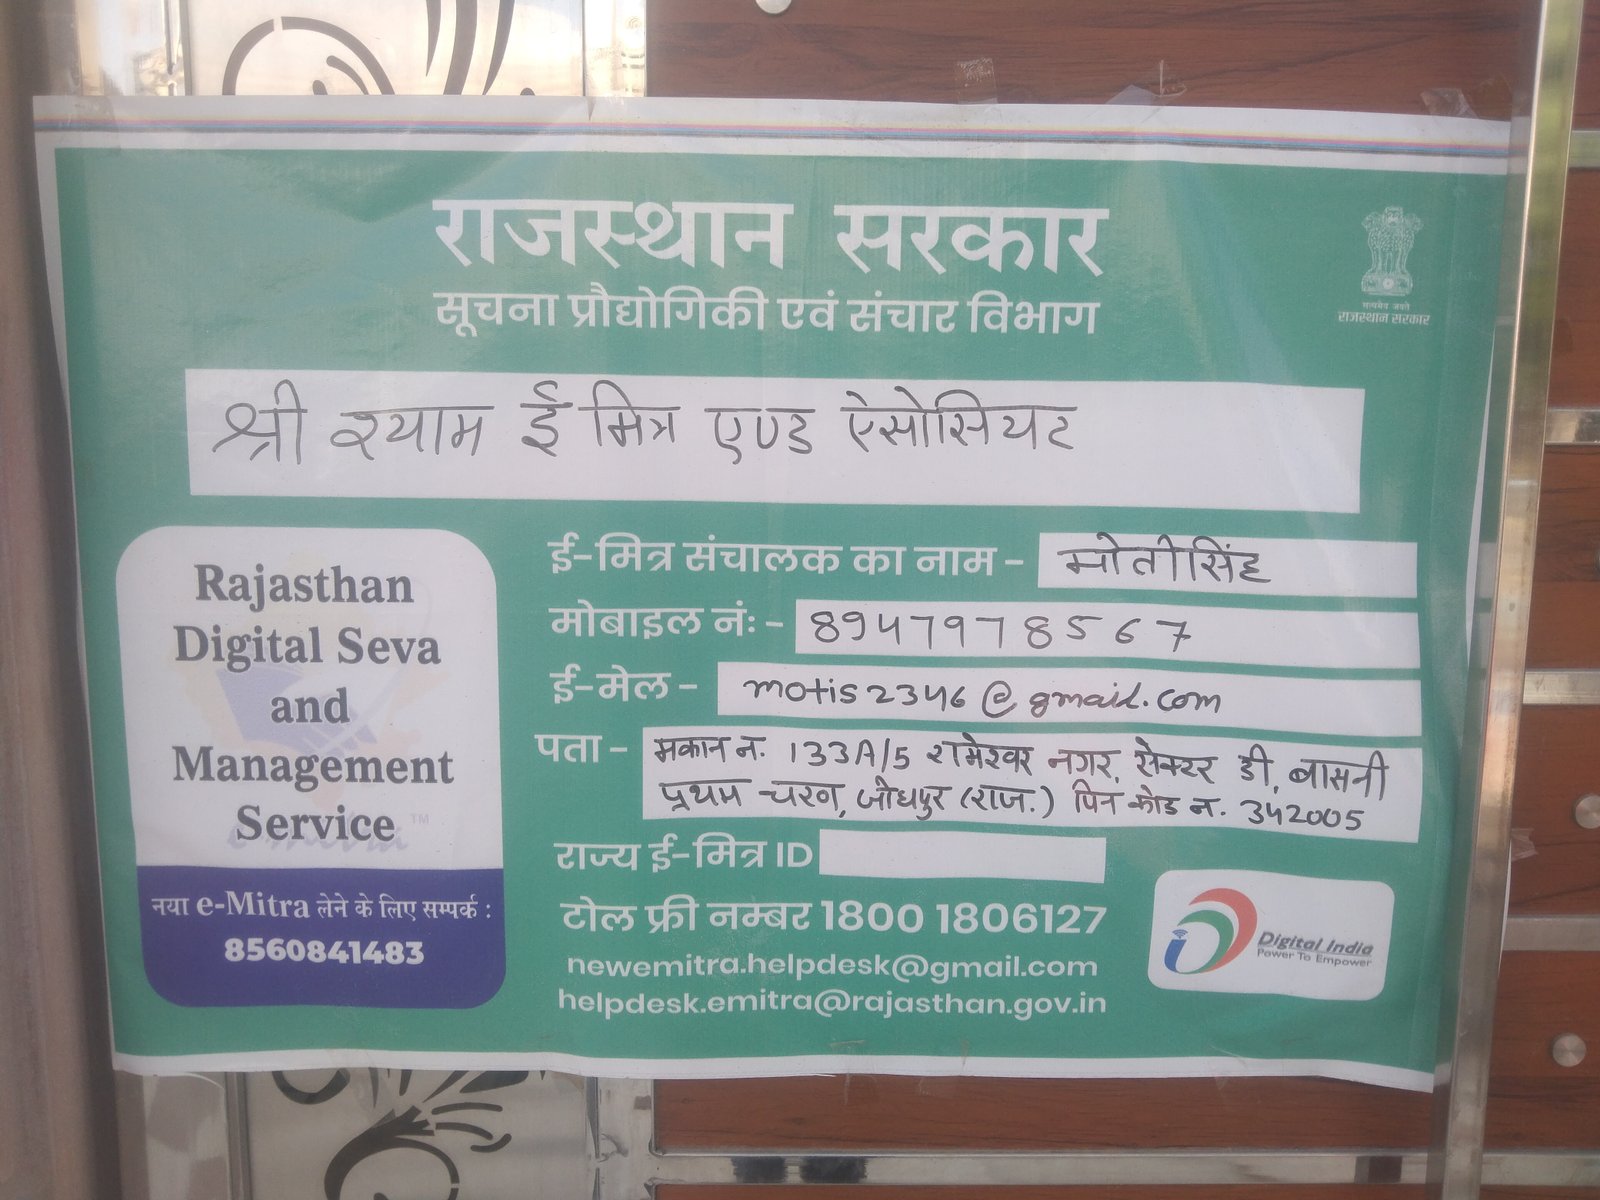 राजस्थान सरकार
सूचना प्रौद्योगिकी एवं संचार विभाग
सत्यमेव जयते
राजस्थान सरकार
श्री श्याम ई मित्र एण्ड ऐसोसियट
Rajasthan
Digital Seva
and
Management
Service
TM
नया e-Mitra लेने के लिए सम्पर्क :
8560841483
ई-मित्र संचालक का नाम - मोतीसिंह
मोबाइल नंः - 8947978567
ई-मेल - motis2346@gmail.com
पता - मकान न. 133A/5 रामेश्वर नगर, सेक्टर डी, बासनी
प्रथम चरण, जोधपुर (राज.) पिन कोड न. 342005
राज्य ई-मित्र ID
टोल फ्री नम्बर 1800 1806127
newemitra.helpdesk@gmail.com
helpdesk.emitra@rajasthan.gov.in
Digital India
Power To Empower